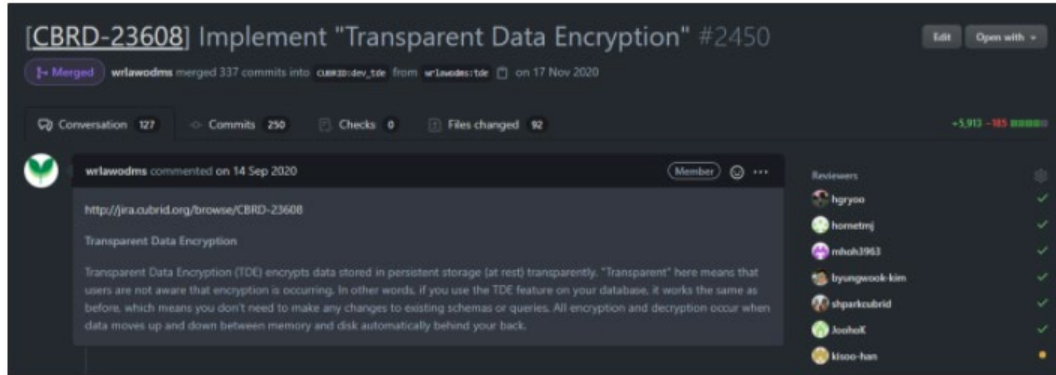 [CBRD-23608] Implement "Transparent Data Encryption" #2450
Edit
Open with
Merged
wrlawodms merged 337 commits into CUBRID:dev_tde from wrlawodms:tde on 17 Nov 2020
Conversation 127
Commits 250
Checks 0
Files changed 92
+5,913 −185
wrlawodms commented on 14 Sep 2020
Member
http://jira.cubrid.org/browse/CBRD-23608
Transparent Data Encryption
Transparent Data Encryption (TDE) encrypts data stored in persistent storage (at rest) transparently. "Transparent" here means that
users are not aware that encryption is occurring. In other words, if you use the TDE feature on your database, it works the same as
before, which means you don't need to make any changes to existing schemas or queries. All encryption and decryption occur when
data moves up and down between memory and disk automatically behind your back.
Reviewers
hgryoo
hornetmj
mhoh3963
byungwook-kim
shparkcubrid
JoohoK
kisoo-han